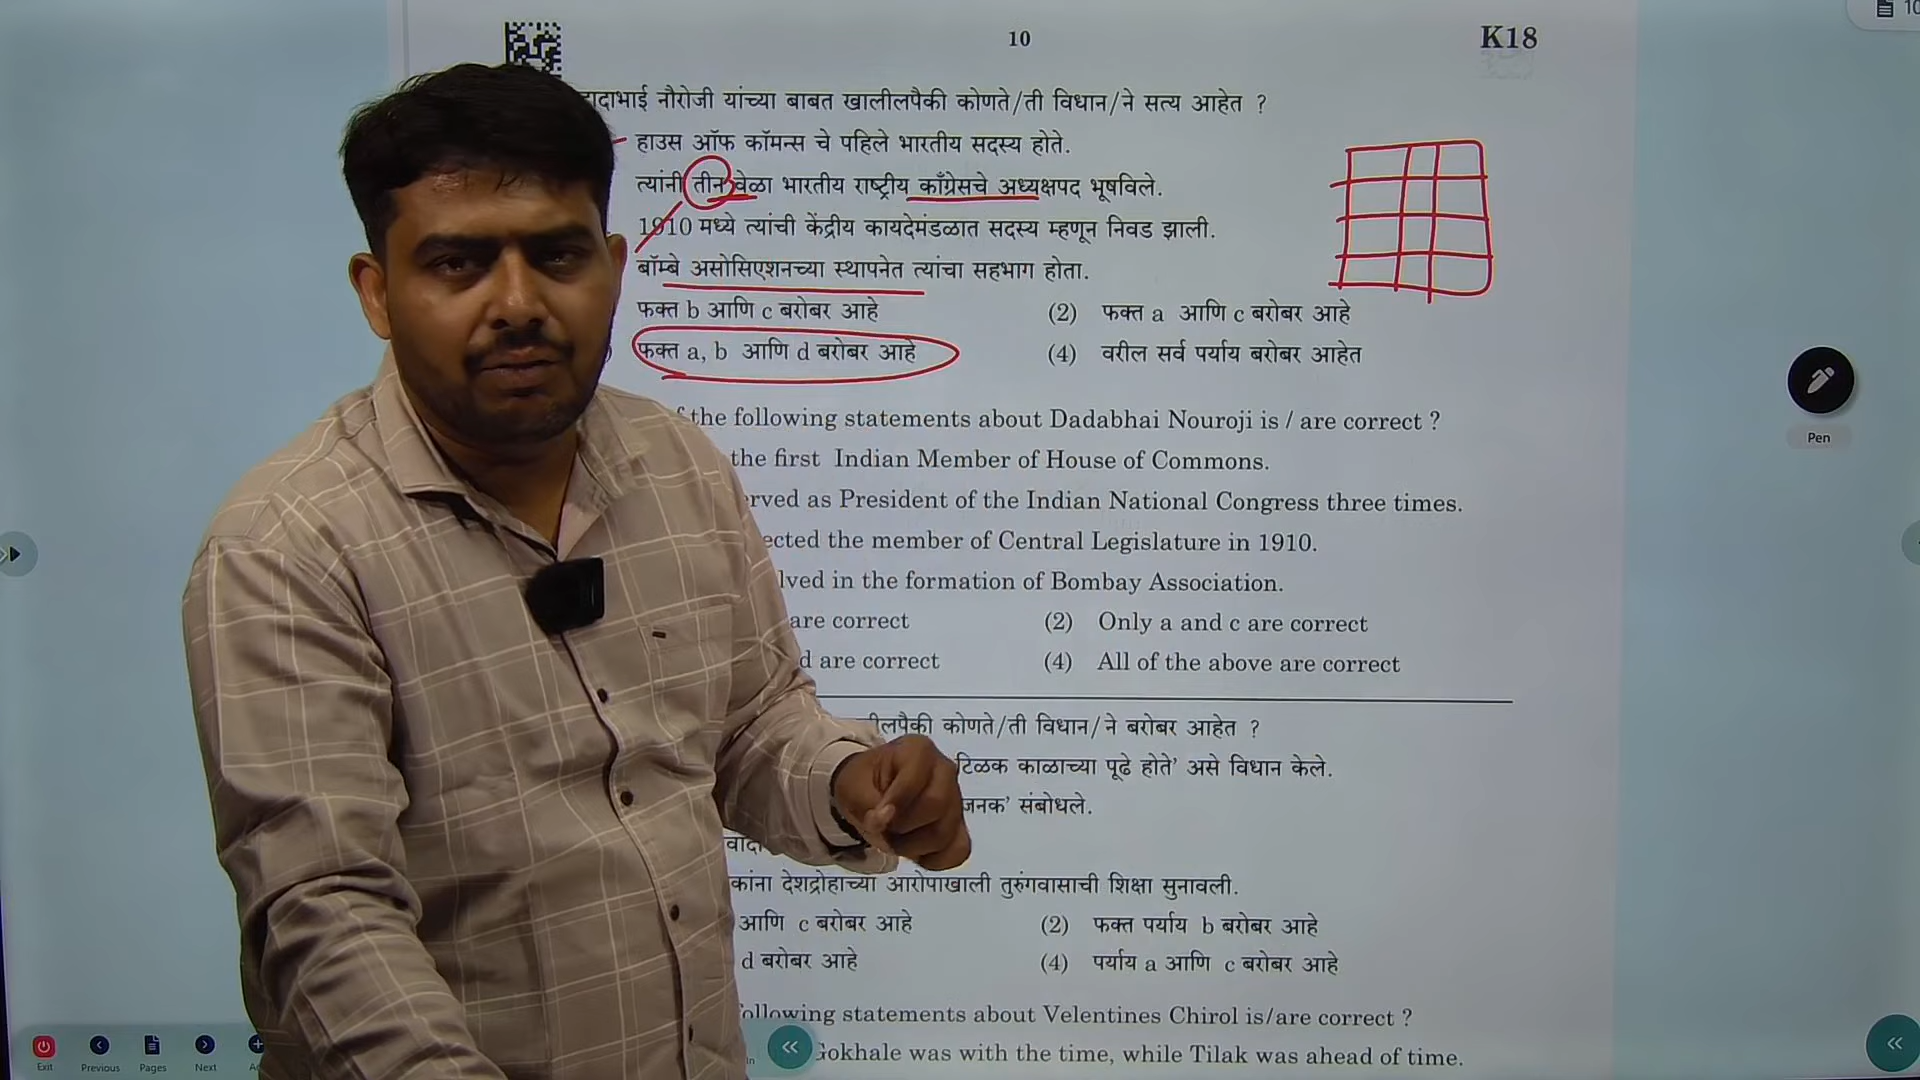 10
K18
10
दादाभाई नौरोजी यांच्या बाबत खालीलपैकी कोणते/ती विधान/ने सत्य आहेत ?
हाउस ऑफ कॉमन्स चे पहिले भारतीय सदस्य होते.
त्यांनी तीन वेळा भारतीय राष्ट्रीय काँग्रेसचे अध्यक्षपद भूषविले.
1910 मध्ये त्यांची केंद्रीय कायदेमंडळात सदस्य म्हणून निवड झाली.
बॉम्बे असोसिएशनच्या स्थापनेत त्यांचा सहभाग होता.
फक्त b आणि c बरोबर आहे (2) फक्त a आणि c बरोबर आहे
फक्त a, b आणि d बरोबर आहे (4) वरील सर्व पर्याय बरोबर आहेत
the following statements about Dadabhai Nouroji is / are correct ?
the first Indian Member of House of Commons.
as President of the Indian National Congress three times.
the member of Central Legislature in 1910.
in the formation of Bombay Association.
are correct (2) Only a and c are correct
d are correct (4) All of the above are correct
कोणते/ती विधान/ने बरोबर आहेत ?
टिळक काळाच्या पूढे होते' असे विधान केले.
संबोधले.
देशद्रोहाच्या आरोपाखाली तुरुंगवासाची शिक्षा सुनावली.
आणि c बरोबर आहे (2) फक्त पर्याय b बरोबर आहे
d बरोबर आहे (4) पर्याय a आणि c बरोबर आहे
following statements about Velentines Chirol is/are correct ?
Gokhale was with the time, while Tilak was ahead of time.
Pen
Exit Previous Pages Next